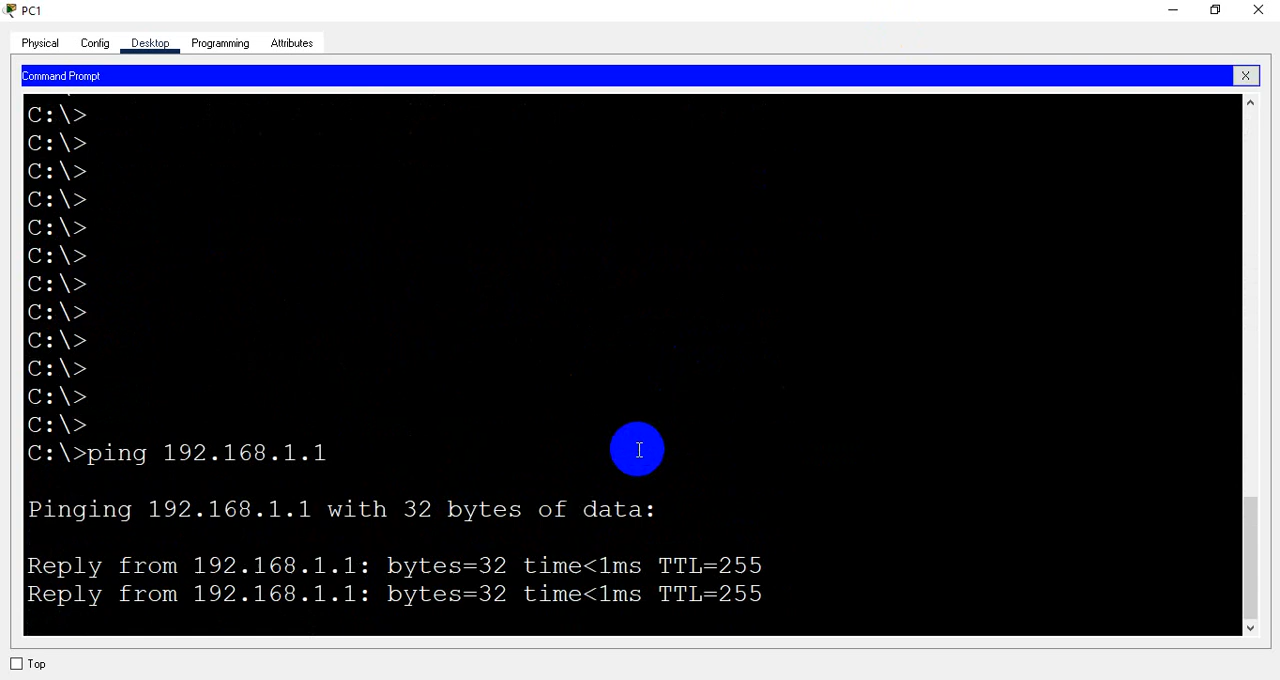 PC1
Physical Config Desktop Programming Attributes
Command Prompt X
C:\>
C:\>
C:\>
C:\>
C:\>
C:\>
C:\>
C:\>
C:\>
C:\>
C:\>
C:\>
C:\>ping 192.168.1.1
Pinging 192.168.1.1 with 32 bytes of data:
Reply from 192.168.1.1: bytes=32 time<1ms TTL=255
Reply from 192.168.1.1: bytes=32 time<1ms TTL=255
Top